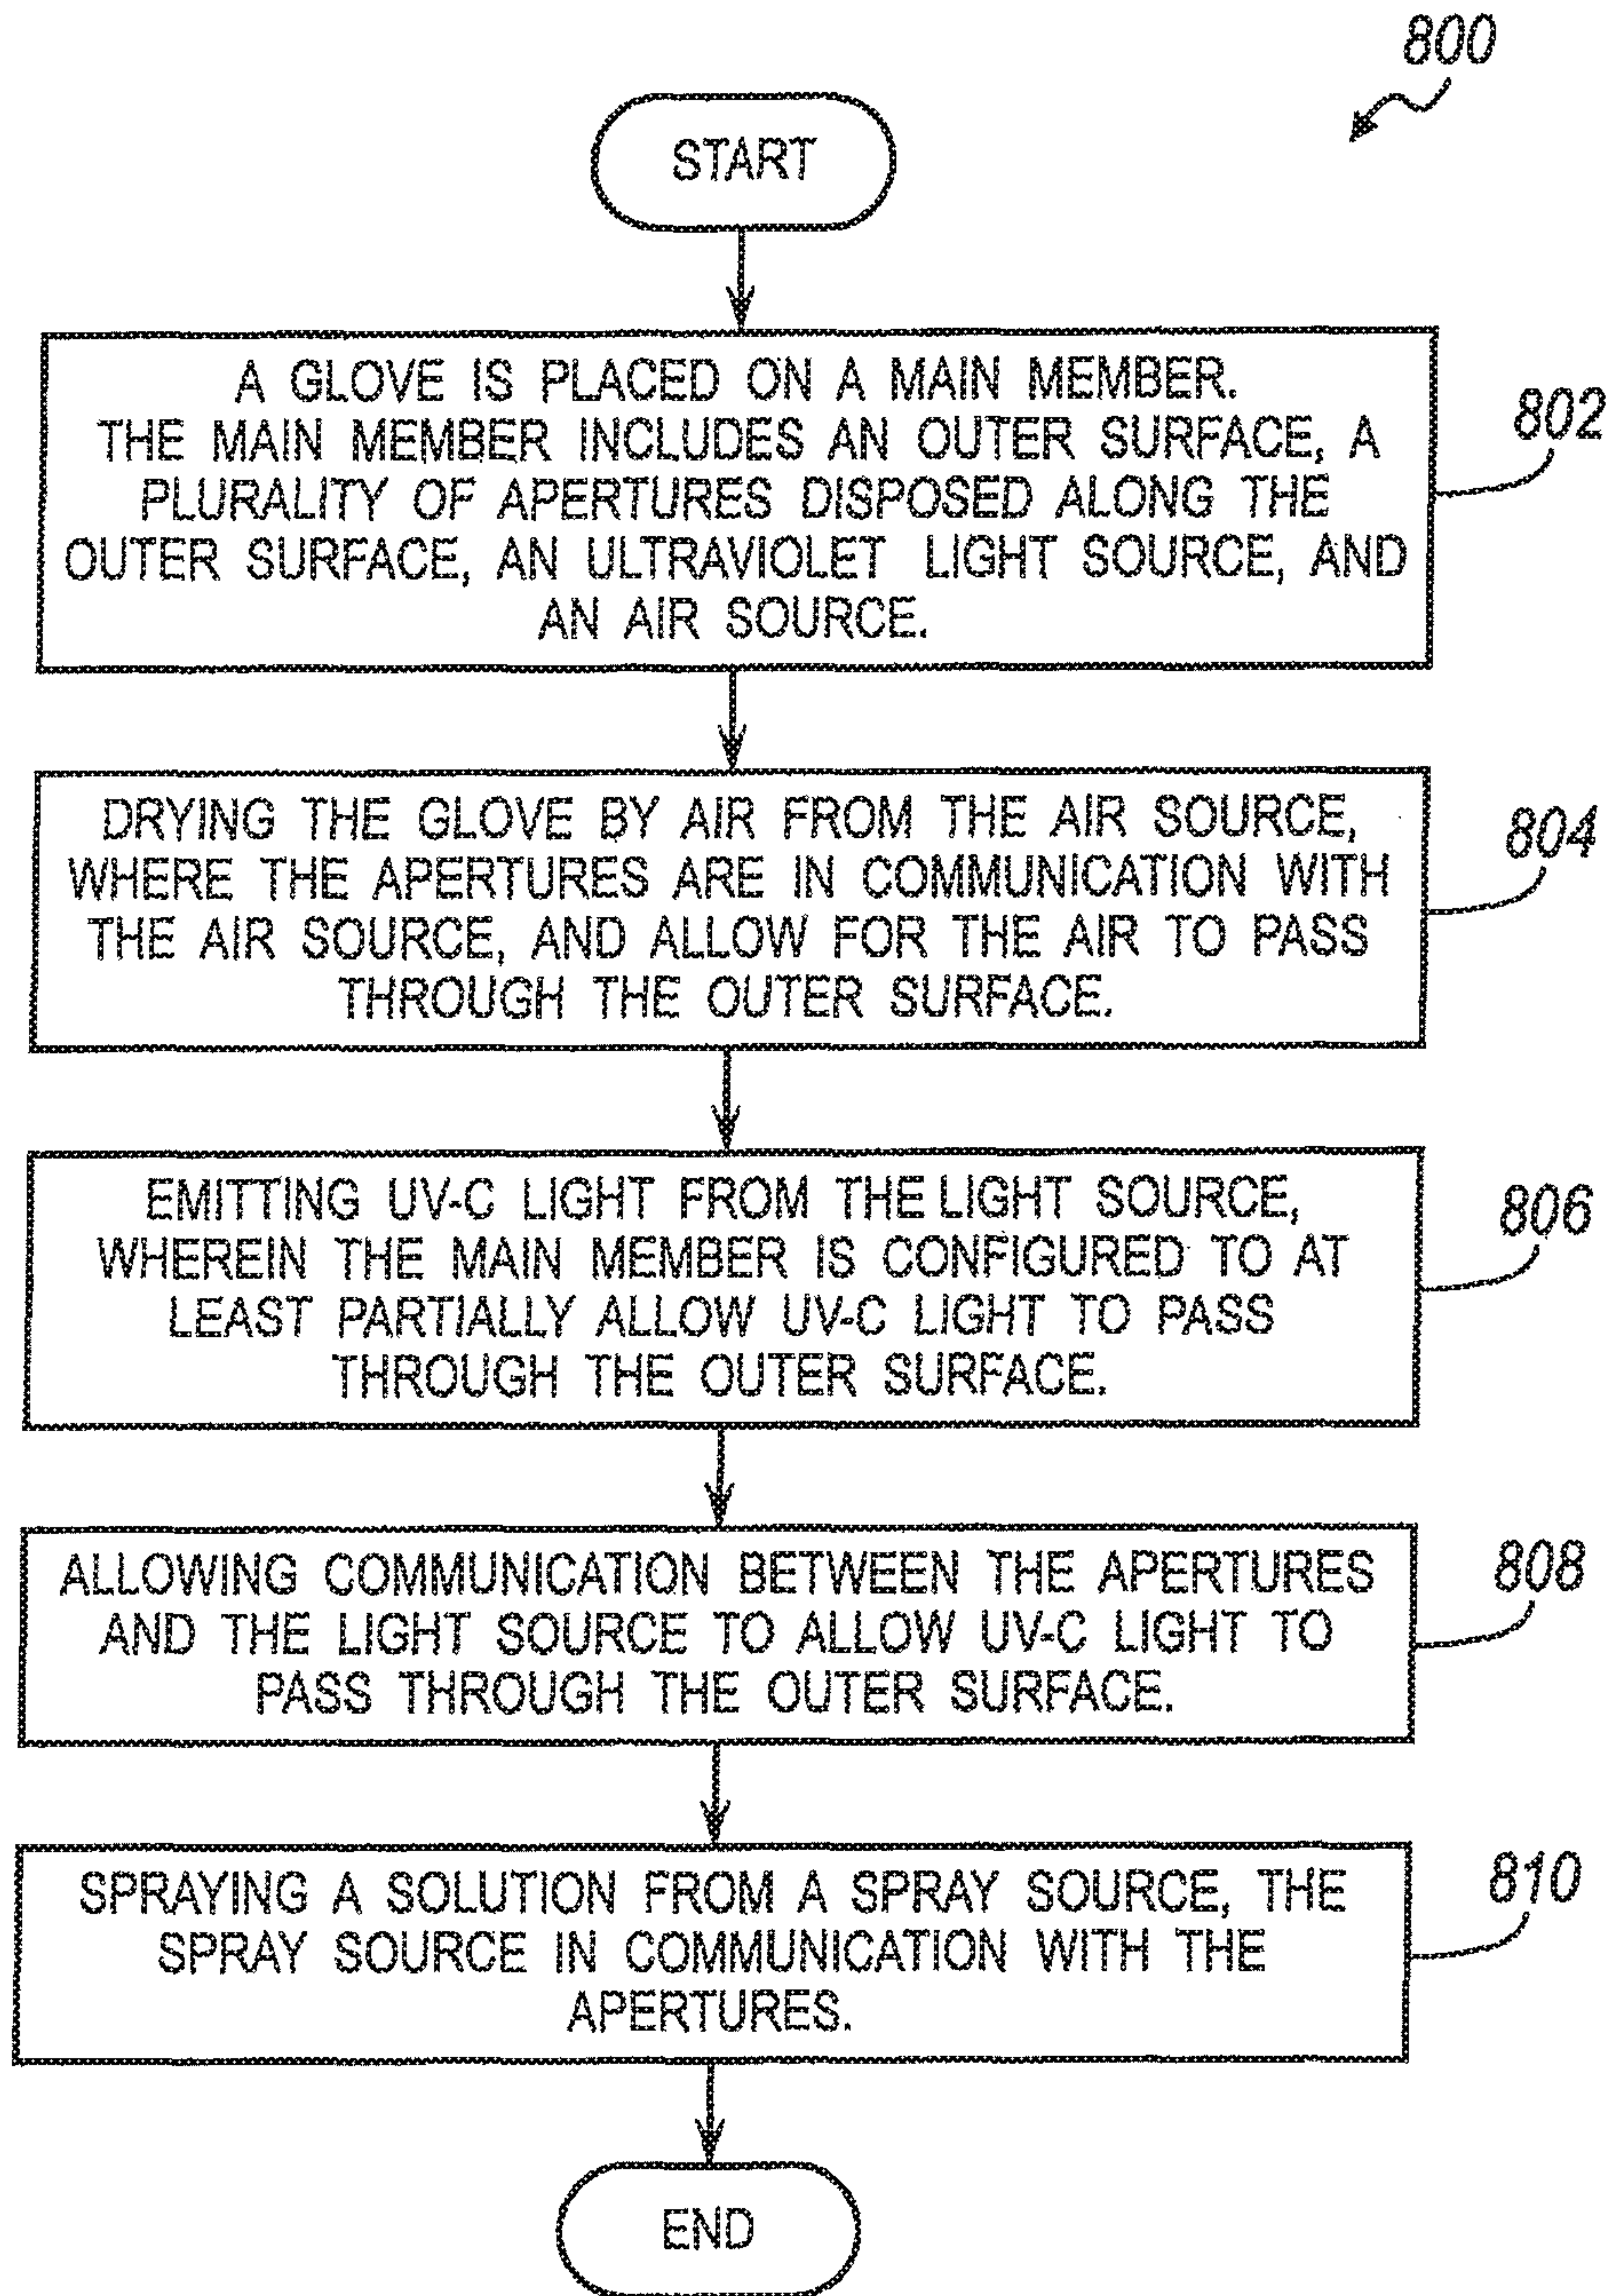 800
START
A GLOVE IS PLACED ON A MAIN MEMBER.
THE MAIN MEMBER INCLUDES AN OUTER SURFACE, A
PLURALITY OF APERTURES DISPOSED ALONG THE
OUTER SURFACE, AN ULTRAVIOLET LIGHT SOURCE, AND
AN AIR SOURCE.
802
DRYING THE GLOVE BY AIR FROM THE AIR SOURCE,
WHERE THE APERTURES ARE IN COMMUNICATION WITH
THE AIR SOURCE, AND ALLOW FOR THE AIR TO PASS
THROUGH THE OUTER SURFACE.
804
EMITTING UV-C LIGHT FROM THE LIGHT SOURCE,
WHEREIN THE MAIN MEMBER IS CONFIGURED TO AT
LEAST PARTIALLY ALLOW UV-C LIGHT TO PASS
THROUGH THE OUTER SURFACE.
806
ALLOWING COMMUNICATION BETWEEN THE APERTURES
AND THE LIGHT SOURCE TO ALLOW UV-C LIGHT TO
PASS THROUGH THE OUTER SURFACE.
808
SPRAYING A SOLUTION FROM A SPRAY SOURCE, THE
SPRAY SOURCE IN COMMUNICATION WITH THE
APERTURES.
810
END